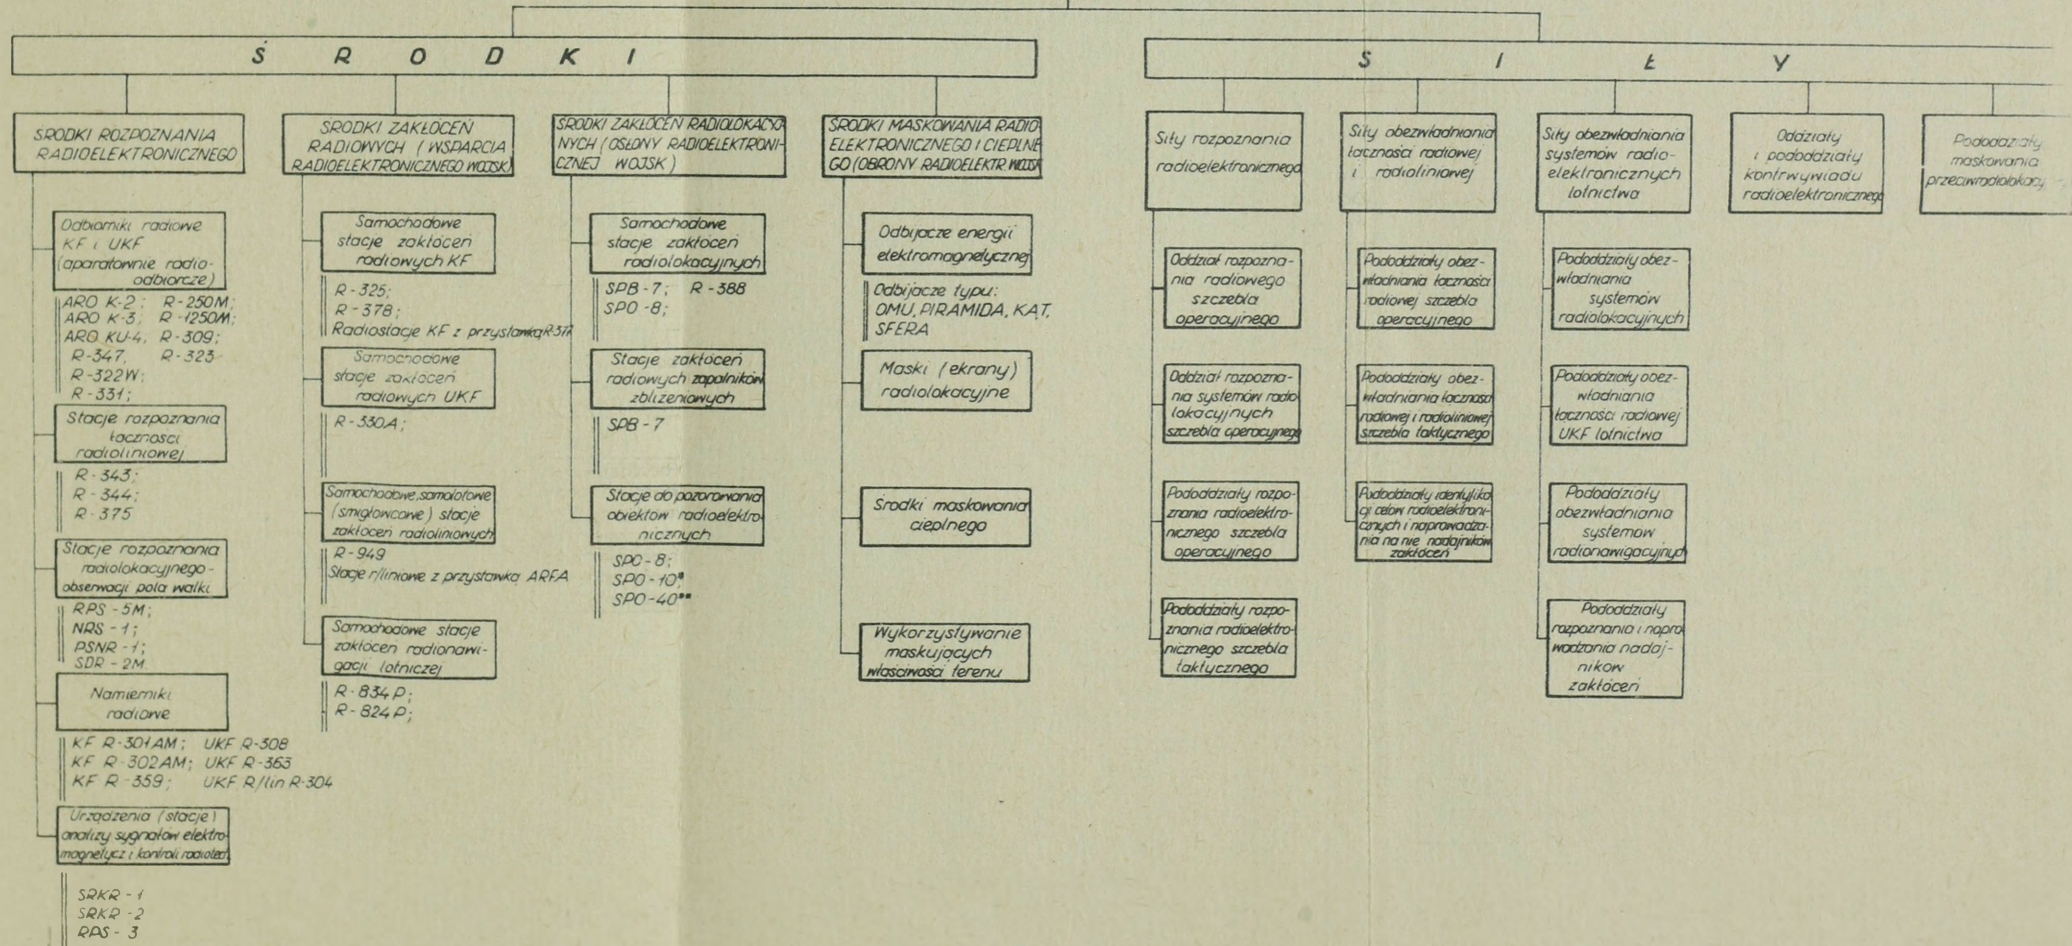 ŚRODKI
SIŁY
ŚRODKI ROZPOZNANIA
RADIOELEKTRONICZNEGO
Odbiorniki radiowe
KF i UKF
(aparatownie radio-
odbiorcze)
ARO K-2; R-250M;
ARO K-3; R-1250M;
ARO KU-4, R-309;
R-347, R-323
R-322W;
R-331;
Stacje rozpoznania
łączności
radioliniowej
R-343;
R-344;
R-375
Stacje rozpoznania
radiolokacyjnego-
obserwacji pola walki
RPS-5M;
NRS-1;
PSNR-1;
SDR-2M
Namierniki
radiowe
KF R-301AM; UKF R-308
KF R-302AM; UKF R-363
KF R-359; UKF R/lin R-304
Urządzenia (stacje)
analizy sygnałów elektro-
magnetycz i kontroli radiotech
SRKR-1
SRKR-2
RPS-3
ŚRODKI ZAKŁÓCEŃ
RADIOWYCH (WSPARCIA
RADIOELEKTRONICZNEGO WOJSK)
Samochodowe
stacje zakłóceń
radiowych KF
R-325;
R-378;
Radiostacje KF z przystawką R-317
Samochodowe
stacje zakłóceń
radiowych UKF
R-330A;
Samochodowe, samolotowe
(śmigłowcowe) stacje
zakłóceń radioliniowych
R-949
Stacje r/liniowe z przystawką ARFA
Samochodowe stacje
zakłóceń radionawi-
gacji lotniczej
R-834P;
R-824P;
ŚRODKI ZAKŁÓCEŃ RADIOLOKACYJ-
NYCH (OSŁONY RADIOELEKTRONI-
CZNEJ WOJSK)
Samochodowe
stacje zakłóceń
radiolokacyjnych
SPB-7; R-388
SPO-8;
Stacje zakłóceń
radiowych zapalników
zbliżeniowych
SPB-7
Stacje do pozorowania
obiektów radioelektro-
nicznych
SPO-8;
SPO-10*
SPO-40**
ŚRODKI MASKOWANIA RADIO-
ELEKTRONICZNEGO I CIEPLNE-
GO (OBRONY RADIOELEKTR. WOJSK)
Odbijacze energii
elektromagnetycznej
Odbijacze typu:
OMU, PIRAMIDA, KĄT,
SFERA
Maski (ekrany)
radiolokacyjne
Środki maskowania
cieplnego
Wykorzystywanie
maskujących
właściwości terenu
Siły rozpoznania
radioelektronicznego
Oddział rozpozna-
nia radiowego
szczebla
operacyjnego
Oddział rozpozna-
nia systemów radio
lokacyjnych
szczebla operacyjnego
Pododdziały rozpo-
znania radioelektro-
nicznego szczebla
operacyjnego
Pododdziały rozpo-
znania radioelektro-
nicznego szczebla
taktycznego
Siły obezwładniania
łączności radiowej
i radioliniowej
Pododdziały obez-
władniania łączności
radiowej szczebla
operacyjnego
Pododdziały obez-
władniania łączności
radiowej i radioliniowej
szczebla taktycznego
Pododdziały identyfika
cji celów radioelektroni-
cznych i naprowadza-
nia na nie nadajników
zakłóceń
Siły obezwładniania
systemów radio-
elektronicznych
lotnictwa
Pododdziały obez-
władniania
systemów
radiolokacyjnych
Pododdziały obez-
władniania
łączności radiowej
UKF lotnictwa
Pododdziały
obezwładniania
systemów
radionawigacyjnych
Pododdziały
rozpoznania i napro
wadzania nadaj-
ników
zakłóceń
Oddziały
i pododdziały
kontrwywiadu
radioelektronicznego
Pododdziały
maskowania
przeciwradiolokacy